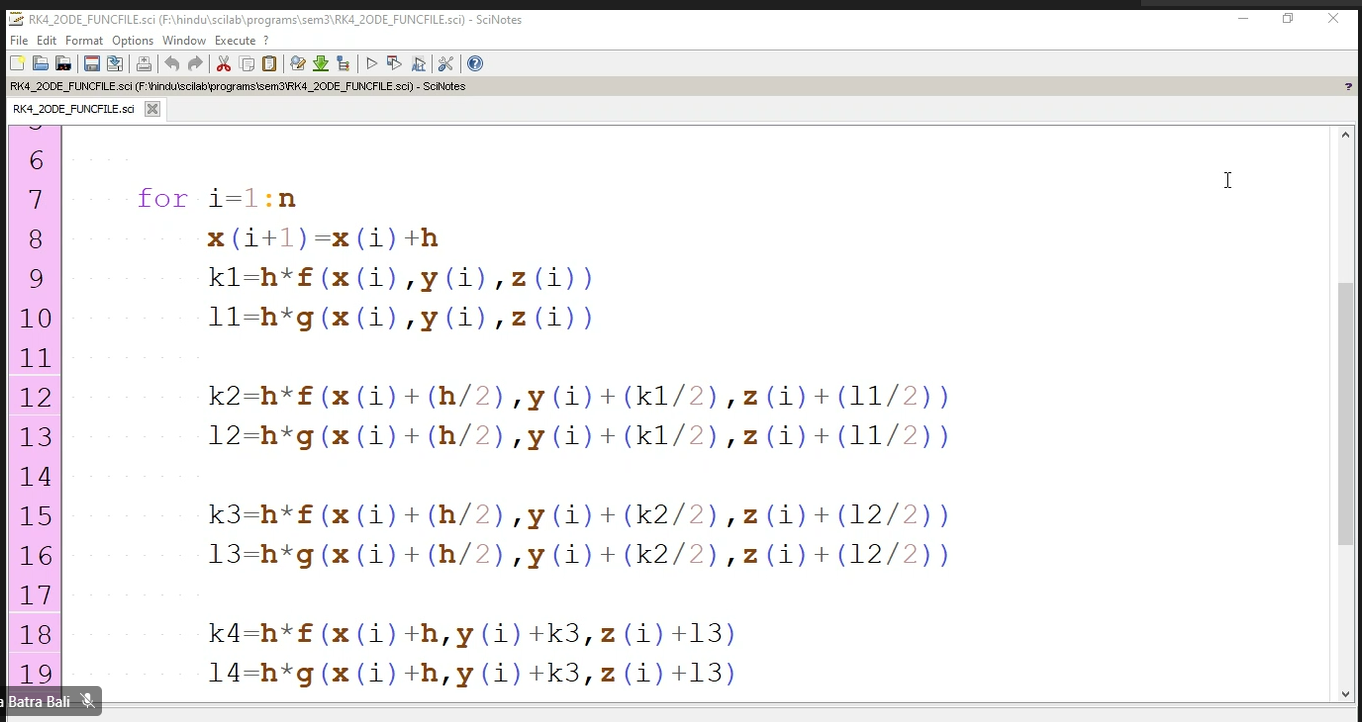 RK4_2ODE_FUNCFILE.sci (F:\hindu\scilab\programs\sem3\RK4_2ODE_FUNCFILE.sci) - SciNotes
File Edit Format Options Window Execute ?
RK4_2ODE_FUNCFILE.sci (F:\hindu\scilab\programs\sem3\RK4_2ODE_FUNCFILE.sci) - SciNotes ?
RK4_2ODE_FUNCFILE.sci
6
7 for i=1:n
8 x(i+1)=x(i)+h
9 k1=h*f(x(i),y(i),z(i))
10 l1=h*g(x(i),y(i),z(i))
11
12 k2=h*f(x(i)+(h/2),y(i)+(k1/2),z(i)+(l1/2))
13 l2=h*g(x(i)+(h/2),y(i)+(k1/2),z(i)+(l1/2))
14
15 k3=h*f(x(i)+(h/2),y(i)+(k2/2),z(i)+(l2/2))
16 l3=h*g(x(i)+(h/2),y(i)+(k2/2),z(i)+(l2/2))
17
18 k4=h*f(x(i)+h,y(i)+k3,z(i)+l3)
19 l4=h*g(x(i)+h,y(i)+k3,z(i)+l3)
a Batra Bali